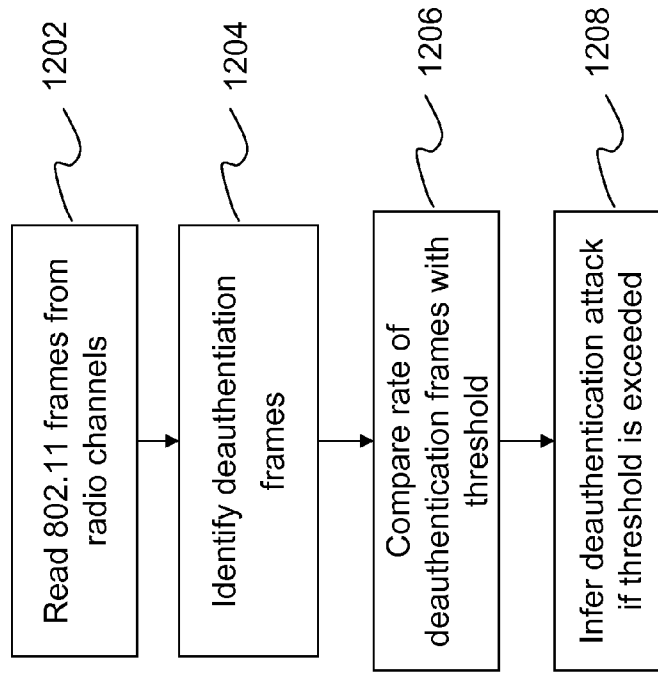 Read 802.11 frames from
radio channels
1202
Identify deauthentiation
frames
1204
Compare rate of
deauthentication frames with
threshold
1206
Infer deauthentication attack
if threshold is exceeded
1208